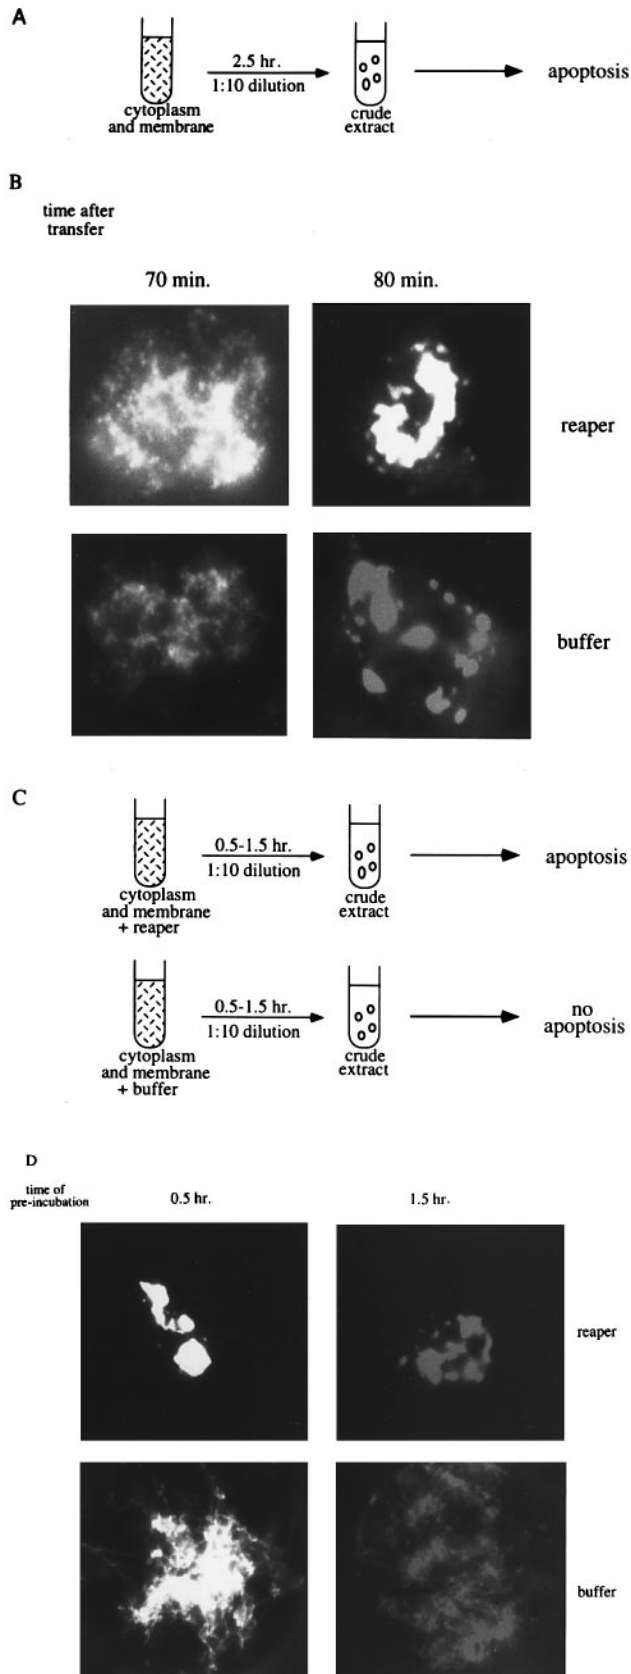 A
2.5 hr.
1:10 dilution
apoptosis
cytoplasm
and membrane
crude
extract
B
time after
transfer
70 min.
80 min.
reaper
buffer
C
0.5-1.5 hr.
1:10 dilution
apoptosis
cytoplasm
and membrane
+ reaper
crude
extract
0.5-1.5 hr.
1:10 dilution
no
apoptosis
cytoplasm
and membrane
+ buffer
crude
extract
D
time of
pre-incubation
0.5 hr.
1.5 hr.
reaper
buffer